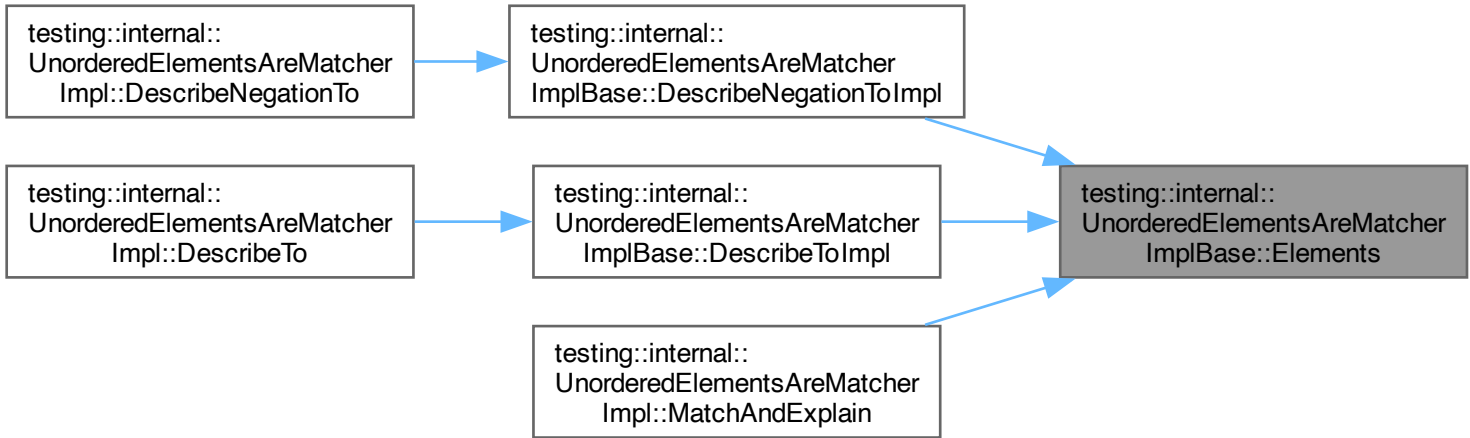 testing::internal::
UnorderedElementsAreMatcher
Impl::DescribeNegationTo
testing::internal::
UnorderedElementsAreMatcher
ImplBase::DescribeNegationToImpl
testing::internal::
UnorderedElementsAreMatcher
Impl::DescribeTo
testing::internal::
UnorderedElementsAreMatcher
ImplBase::DescribeToImpl
testing::internal::
UnorderedElementsAreMatcher
ImplBase::Elements
testing::internal::
UnorderedElementsAreMatcher
Impl::MatchAndExplain